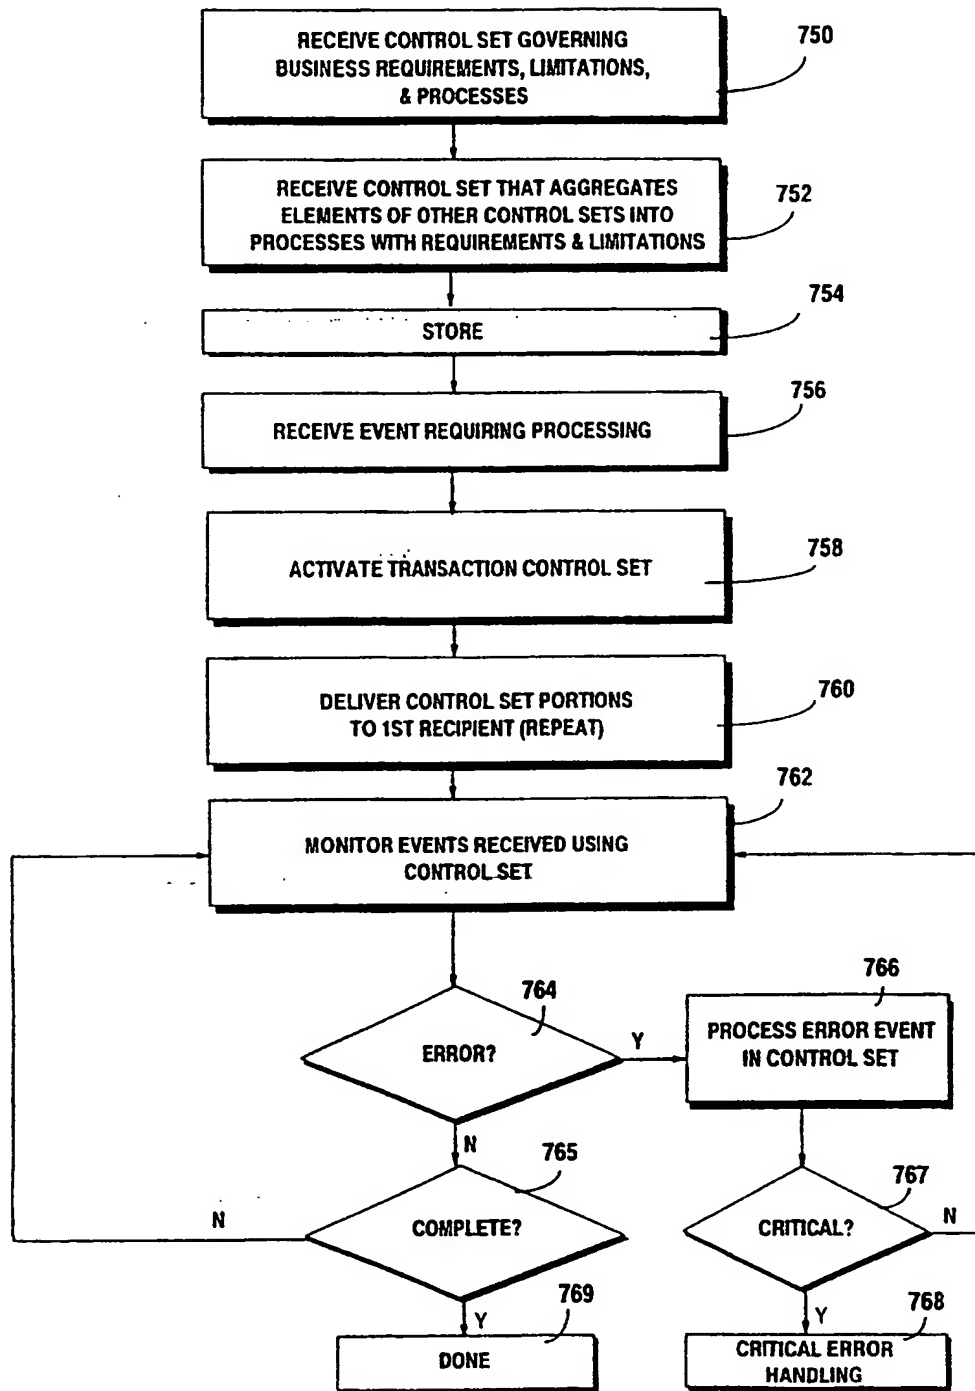 RECEIVE CONTROL SET GOVERNING
BUSINESS REQUIREMENTS, LIMITATIONS,
& PROCESSES
750
RECEIVE CONTROL SET THAT AGGREGATES
ELEMENTS OF OTHER CONTROL SETS INTO
PROCESSES WITH REQUIREMENTS & LIMITATIONS
752
STORE
754
RECEIVE EVENT REQUIRING PROCESSING
756
ACTIVATE TRANSACTION CONTROL SET
758
DELIVER CONTROL SET PORTIONS
TO 1ST RECIPIENT (REPEAT)
760
MONITOR EVENTS RECEIVED USING
CONTROL SET
762
ERROR?
764
Y
PROCESS ERROR EVENT
IN CONTROL SET
766
N
COMPLETE?
765
N
CRITICAL?
767
N
Y
DONE
769
Y
CRITICAL ERROR
HANDLING
768